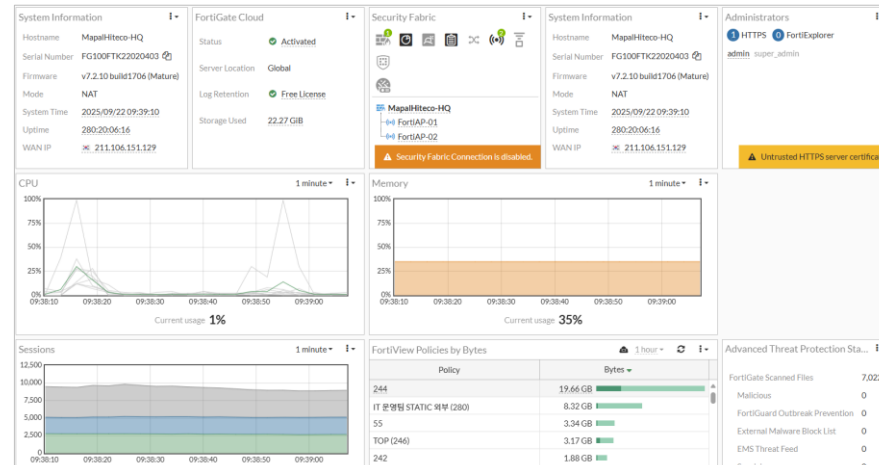 System Information
Hostname MapalHiteco-HQ
Serial Number FG100FTK22020403
Firmware v7.2.10 build1706 (Mature)
Mode NAT
System Time 2025/09/22 09:39:10
Uptime 280:20:06:16
WAN IP 211.106.151.129
FortiGate Cloud
Status Activated
Server Location Global
Log Retention Free License
Storage Used 22.27 GiB
Security Fabric
1 2
MapalHiteco-HQ
FortiAP-01
FortiAP-02
Security Fabric Connection is disabled.
System Information
Hostname MapalHiteco-HQ
Serial Number FG100FTK22020403
Firmware v7.2.10 build1706 (Mature)
Mode NAT
System Time 2025/09/22 09:39:10
Uptime 280:20:06:16
WAN IP 211.106.151.129
Administrators
1 HTTPS 0 FortiExplorer
admin super_admin
Untrusted HTTPS server certifica
CPU 1 minute
100%
75%
50%
25%
0%
09:38:10 09:38:20 09:38:30 09:38:40 09:38:50 09:39:00
Current usage 1%
Memory 1 minute
100%
75%
50%
25%
0%
09:38:10 09:38:20 09:38:30 09:38:40 09:38:50 09:39:00
Current usage 35%
Sessions 1 minute
12,500
10,000
7,500
5,000
2,500
0
09:38:10 09:38:20 09:38:30 09:38:40 09:38:50 09:39:00
FortiView Policies by Bytes 1 hour
Policy Bytes
244 19.66 GB
IT 운영팀 STATIC 외부 (280) 8.32 GB
55 3.34 GB
TOP (246) 3.17 GB
242 1.88 GB
Advanced Threat Protection Sta...
FortiGate Scanned Files 7,02
Malicious 0
FortiGuard Outbreak Prevention 0
External Malware Block List 0
EMS Threat Feed 0